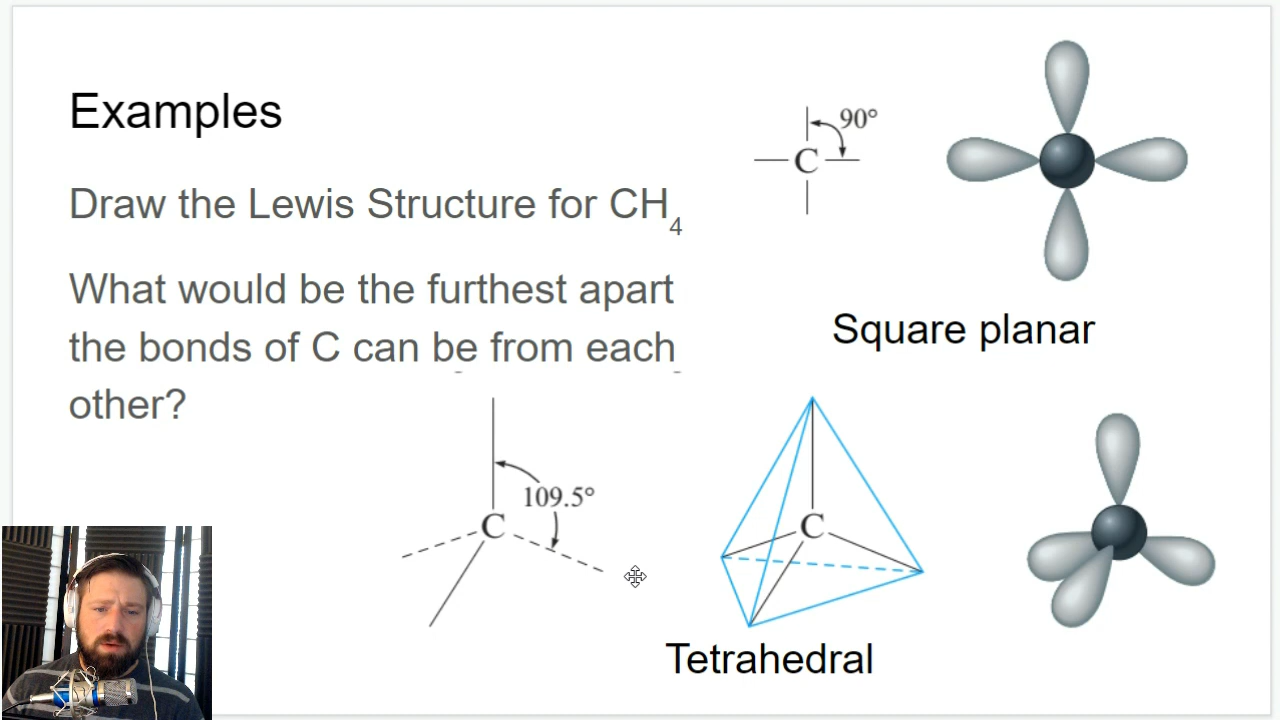 Examples
Draw the Lewis Structure for CH4
What would be the furthest apart
the bonds of C can be from each
other?
90°
C
Square planar
109.5°
C
C
Tetrahedral